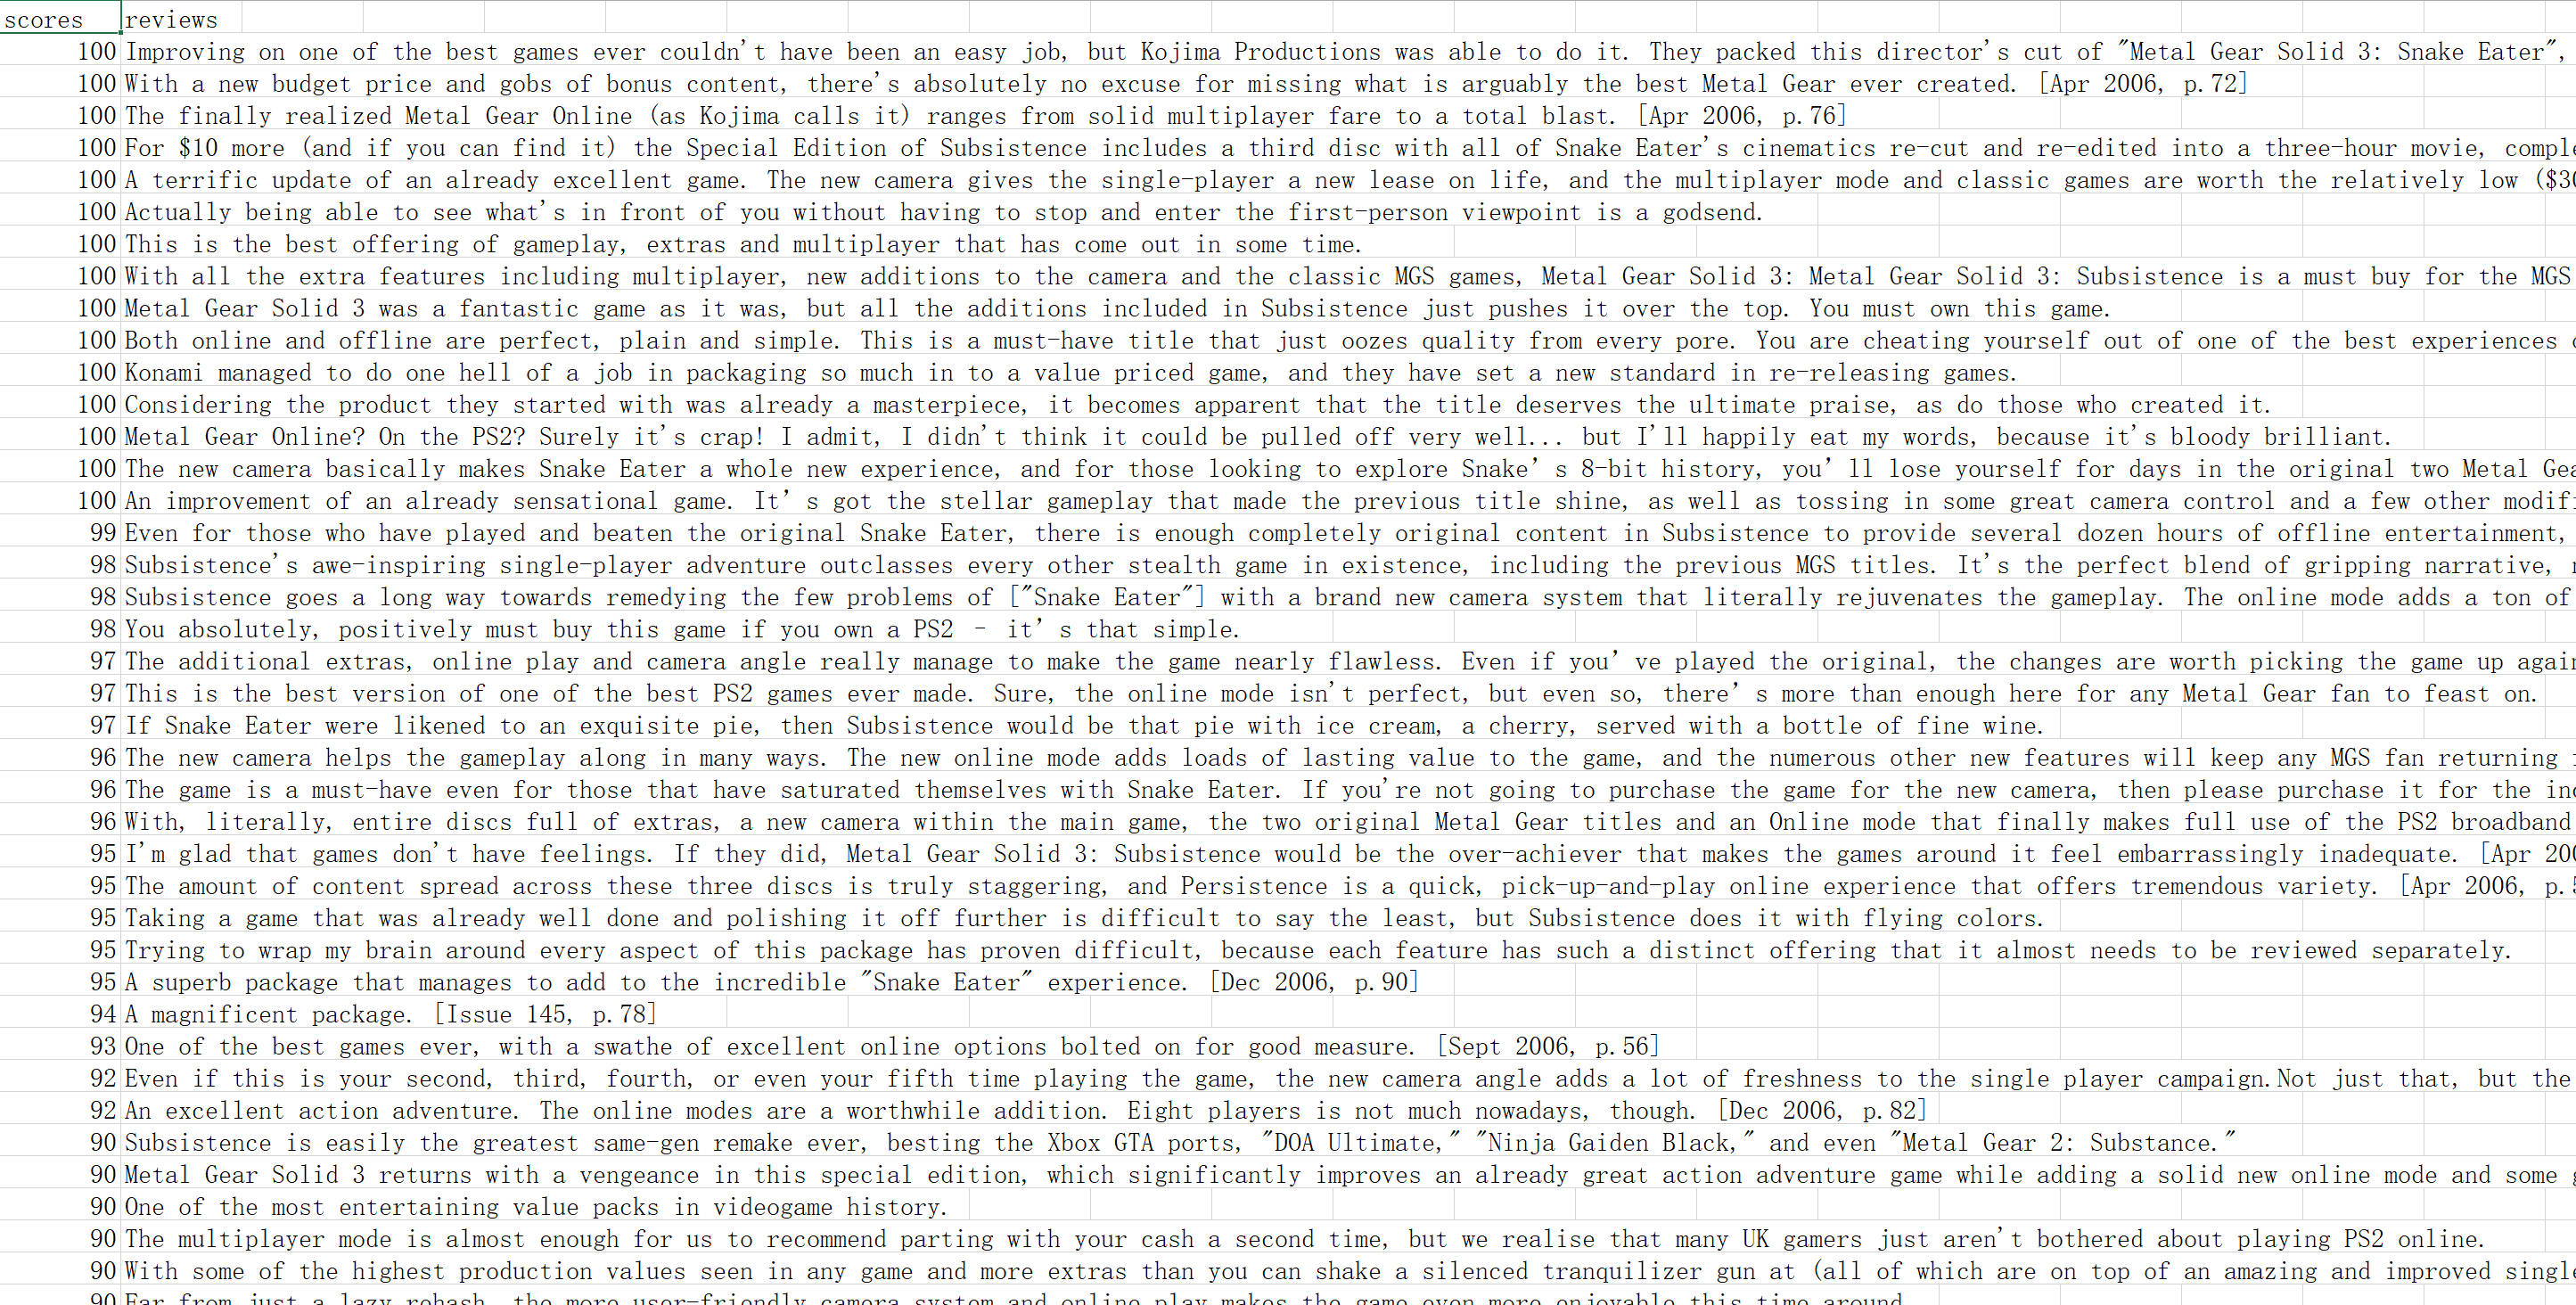 scores reviews
100 Improving on one of the best games ever couldn't have been an easy job, but Kojima Productions was able to do it. They packed this director's cut of "Metal Gear Solid 3: Snake Eater",
100 With a new budget price and gobs of bonus content, there's absolutely no excuse for missing what is arguably the best Metal Gear ever created. [Apr 2006, p.72]
100 The finally realized Metal Gear Online (as Kojima calls it) ranges from solid multiplayer fare to a total blast. [Apr 2006, p.76]
100 For $10 more (and if you can find it) the Special Edition of Subsistence includes a third disc with all of Snake Eater's cinematics re-cut and re-edited into a three-hour movie,
100 A terrific update of an already excellent game. The new camera gives the single-player a new lease on life, and the multiplayer mode and classic games are worth the relatively low
100 Actually being able to see what's in front of you without having to stop and enter the first-person viewpoint is a godsend.
100 This is the best offering of gameplay, extras and multiplayer that has come out in some time.
100 With all the extra features including multiplayer, new additions to the camera and the classic MGS games, Metal Gear Solid 3: Metal Gear Solid 3: Subsistence is a must buy for the MGS
100 Metal Gear Solid 3 was a fantastic game as it was, but all the additions included in Subsistence just pushes it over the top. You must own this game.
100 Both online and offline are perfect, plain and simple. This is a must-have title that just oozes quality from every pore. You are cheating yourself out of one of the best experiences
100 Konami managed to do one hell of a job in packaging so much in to a value priced game, and they have set a new standard in re-releasing games.
100 Considering the product they started with was already a masterpiece, it becomes apparent that the title deserves the ultimate praise, as do those who created it.
100 Metal Gear Online? On the PS2? Surely it's crap! I admit, I didn't think it could be pulled off very well... but I'll happily eat my words, because it's bloody brilliant.
100 The new camera basically makes Snake Eater a whole new experience, and for those looking to explore Snake’s 8-bit history, you’ll lose yourself for days in the original two Metal
100 An improvement of an already sensational game. It’s got the stellar gameplay that made the previous title shine, as well as tossing in some great camera control and a few other
99 Even for those who have played and beaten the original Snake Eater, there is enough completely original content in Subsistence to provide several dozen hours of offline entertainment,
98 Subsistence's awe-inspiring single-player adventure outclasses every other stealth game in existence, including the previous MGS titles. It's the perfect blend of gripping narrative,
98 Subsistence goes a long way towards remedying the few problems of ["Snake Eater"] with a brand new camera system that literally rejuvenates the gameplay. The online mode adds a ton of
98 You absolutely, positively must buy this game if you own a PS2 – it’s that simple.
97 The additional extras, online play and camera angle really manage to make the game nearly flawless. Even if you’ve played the original, the changes are worth picking the game up
97 This is the best version of one of the best PS2 games ever made. Sure, the online mode isn't perfect, but even so, there’s more than enough here for any Metal Gear fan to feast on.
97 If Snake Eater were likened to an exquisite pie, then Subsistence would be that pie with ice cream, a cherry, served with a bottle of fine wine.
96 The new camera helps the gameplay along in many ways. The new online mode adds loads of lasting value to the game, and the numerous other new features will keep any MGS fan returning
96 The game is a must-have even for those that have saturated themselves with Snake Eater. If you're not going to purchase the game for the new camera, then please purchase it for the
96 With, literally, entire discs full of extras, a new camera within the main game, the two original Metal Gear titles and an Online mode that finally makes full use of the PS2 broadband
95 I'm glad that games don't have feelings. If they did, Metal Gear Solid 3: Subsistence would be the over-achiever that makes the games around it feel embarrassingly inadequate. [Apr
95 The amount of content spread across these three discs is truly staggering, and Persistence is a quick, pick-up-and-play online experience that offers tremendous variety. [Apr 2006,
95 Taking a game that was already well done and polishing it off further is difficult to say the least, but Subsistence does it with flying colors.
95 Trying to wrap my brain around every aspect of this package has proven difficult, because each feature has such a distinct offering that it almost needs to be reviewed separately.
95 A superb package that manages to add to the incredible "Snake Eater" experience. [Dec 2006, p.90]
94 A magnificent package. [Issue 145, p.78]
93 One of the best games ever, with a swathe of excellent online options bolted on for good measure. [Sept 2006, p.56]
92 Even if this is your second, third, fourth, or even your fifth time playing the game, the new camera angle adds a lot of freshness to the single player campaign.Not just that, but the
92 An excellent action adventure. The online modes are a worthwhile addition. Eight players is not much nowadays, though. [Dec 2006, p.82]
90 Subsistence is easily the greatest same-gen remake ever, besting the Xbox GTA ports, "DOA Ultimate," "Ninja Gaiden Black," and even "Metal Gear 2: Substance."
90 Metal Gear Solid 3 returns with a vengeance in this special edition, which significantly improves an already great action adventure game while adding a solid new online mode and some
90 One of the most entertaining value packs in videogame history.
90 The multiplayer mode is almost enough for us to recommend parting with your cash a second time, but we realise that many UK gamers just aren't bothered about playing PS2 online.
90 With some of the highest production values seen in any game and more extras than you can shake a silenced tranquilizer gun at (all of which are on top of an amazing and improved
90 Far from just a lazy rehash, the more user-friendly camera system and online play makes the game even more enjoyable this time around